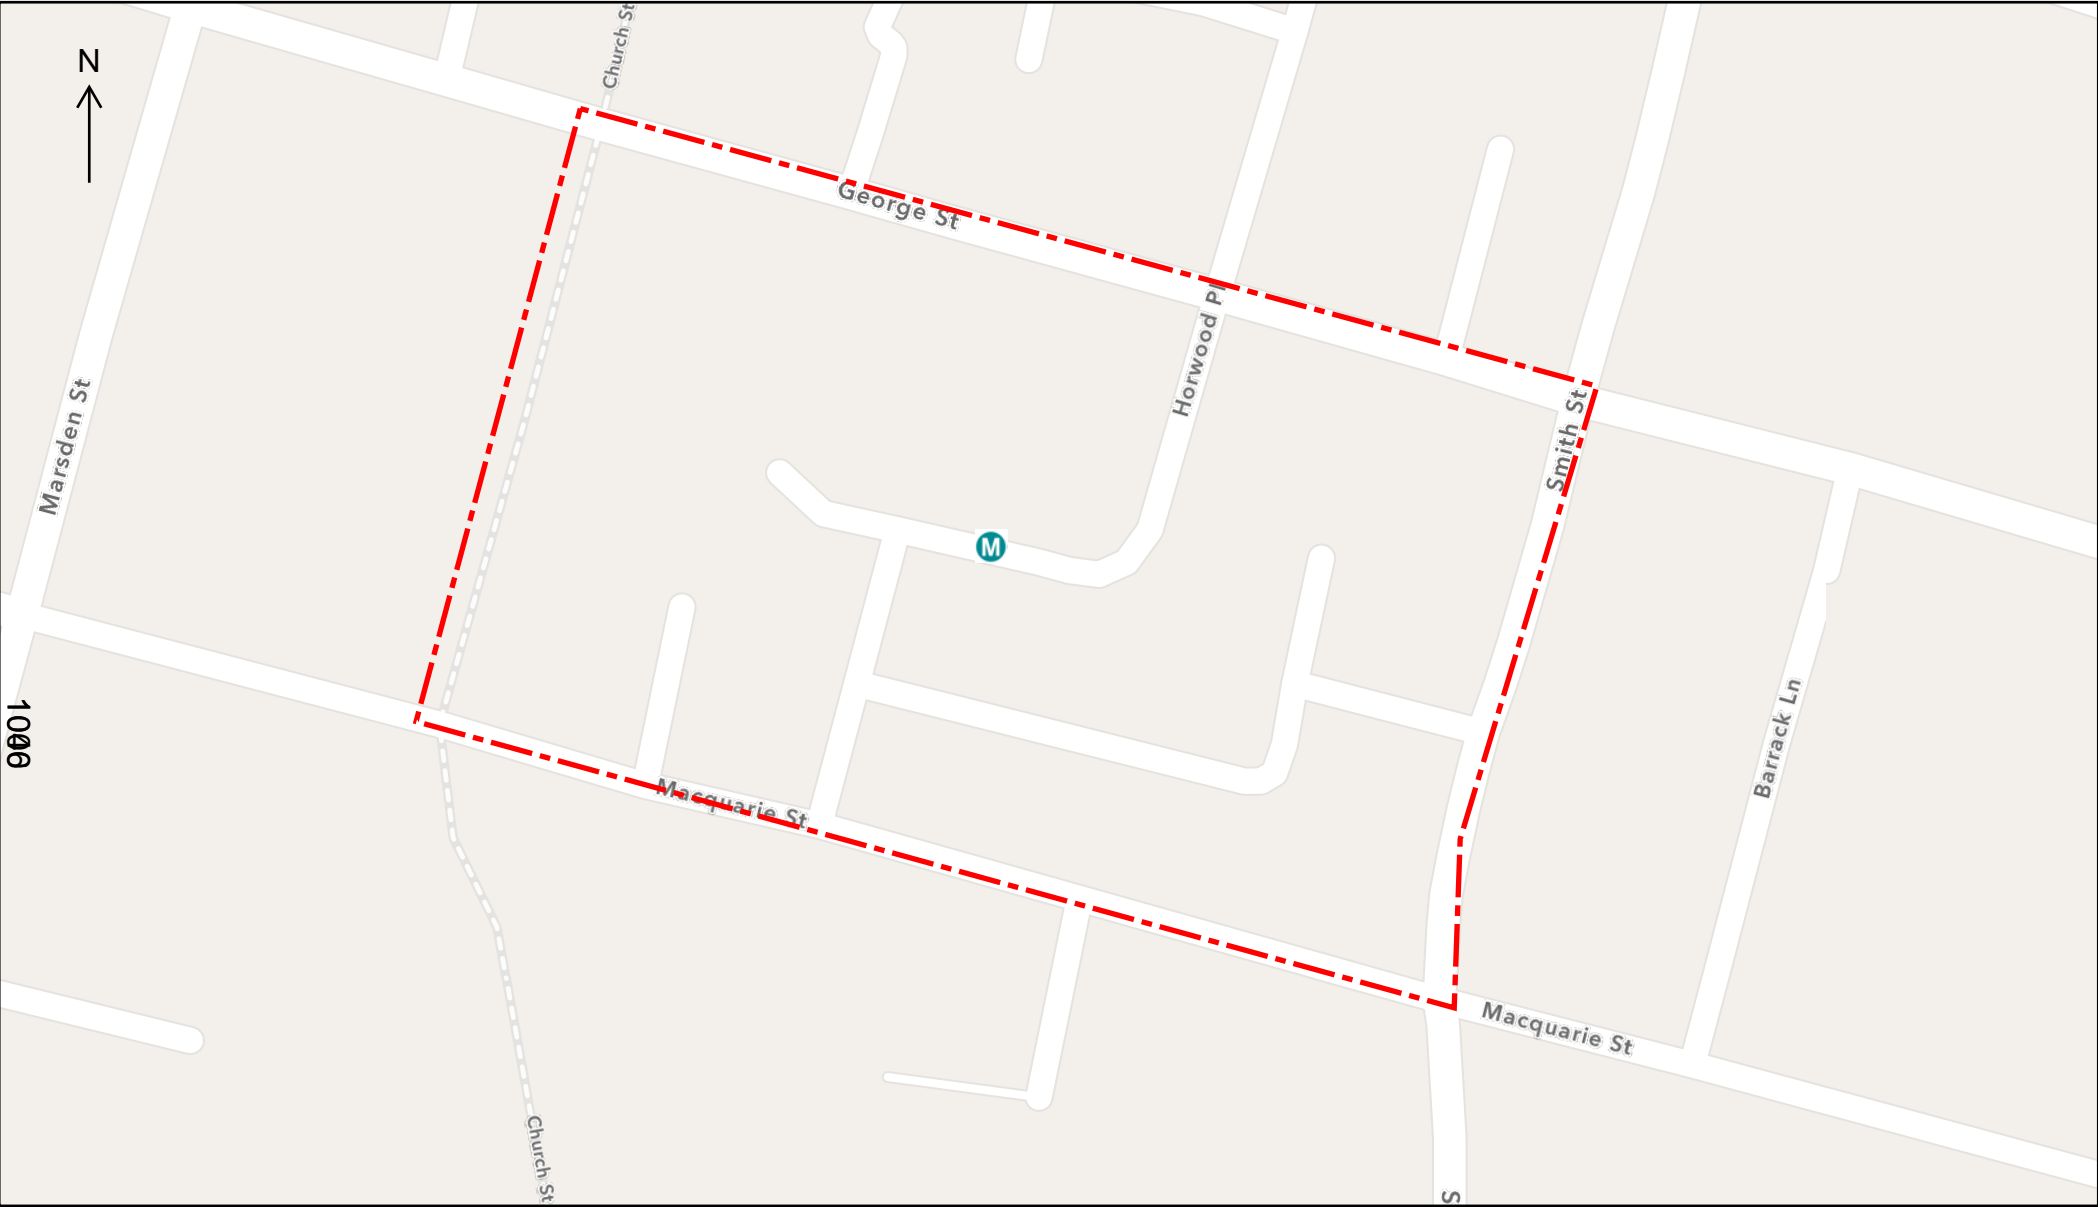 N
Church St
George St
Horwood Pl
Smith St
Marsden St
M
Barrack Ln
Macquarie St
Macquarie St
Church St
S